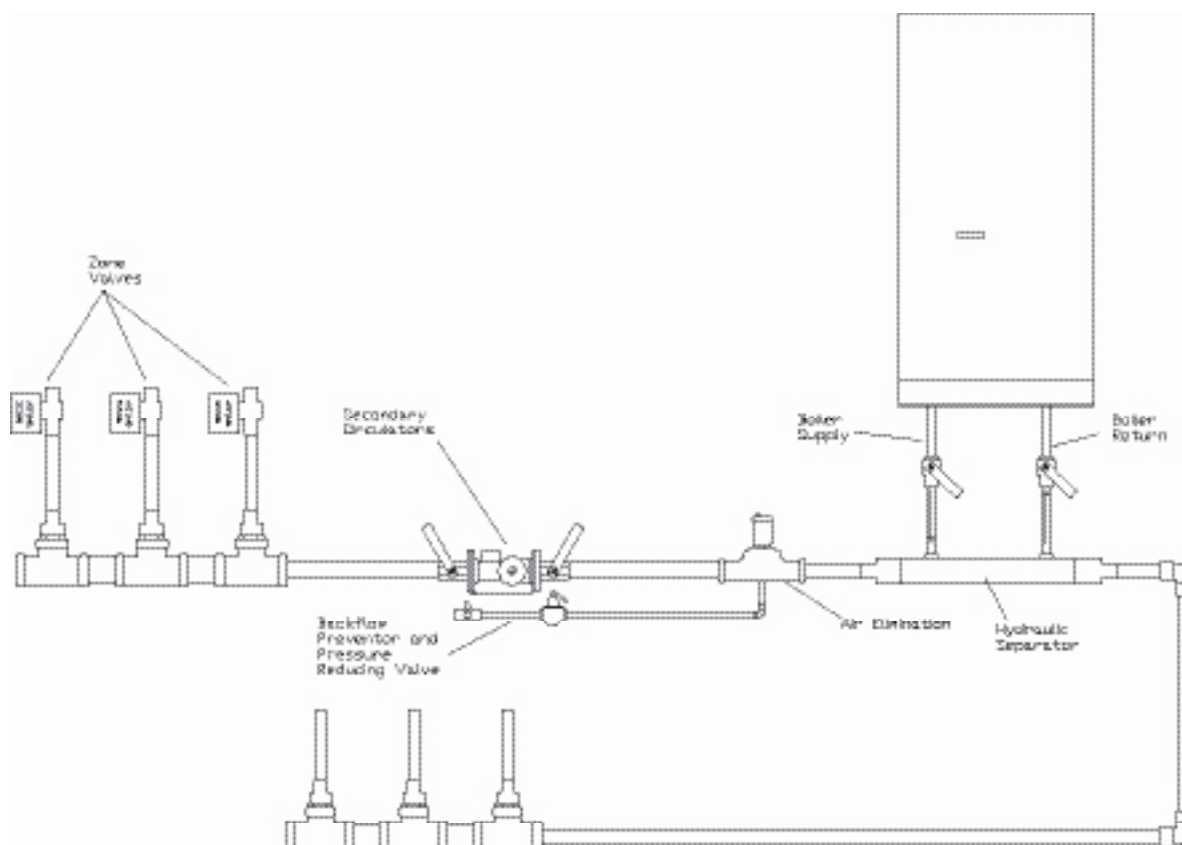 Zone
Valves
Secondary
Circulators
Boiler
Supply
Boiler
Return
Backflow
Preventor and
Pressure
Reducing Valve
Air Elimination
Hydraulic
Separator